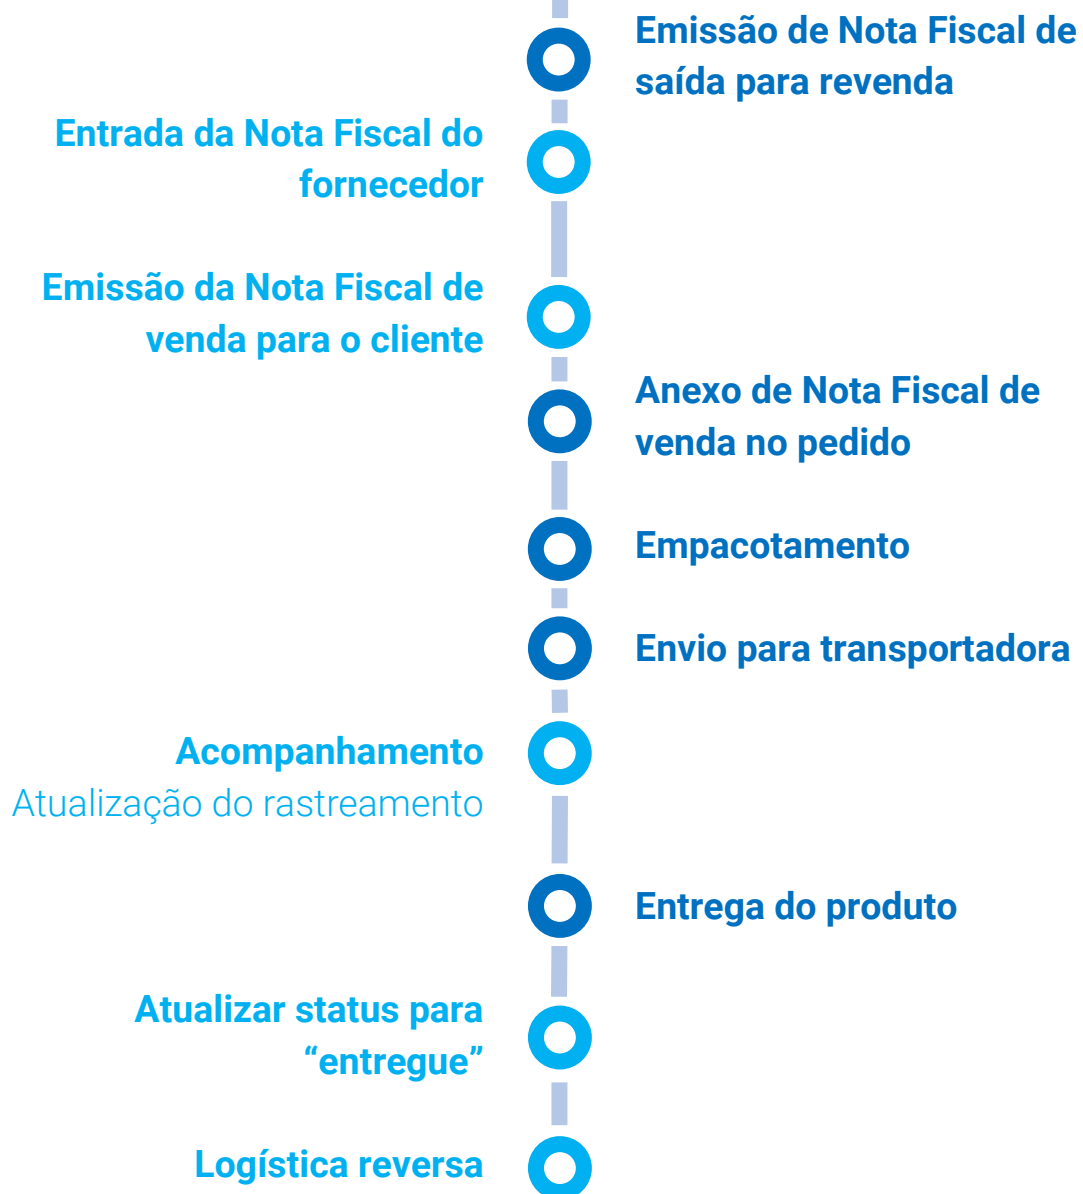 Emissão de Nota Fiscal de
saída para revenda
Entrada da Nota Fiscal do
fornecedor
Emissão da Nota Fiscal de
venda para o cliente
Anexo de Nota Fiscal de
venda no pedido
Empacotamento
Envio para transportadora
Acompanhamento
Atualização do rastreamento
Entrega do produto
Atualizar status para
“entregue”
Logística reversa